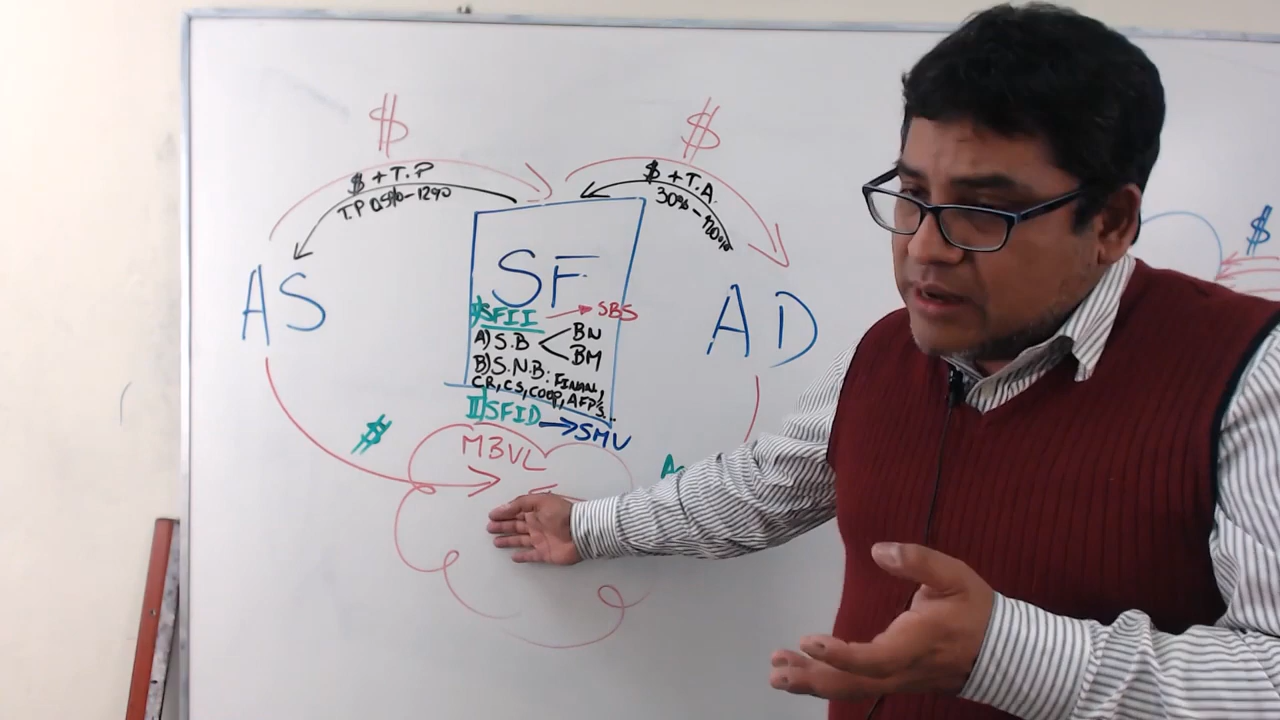 $
$
$ + T.P
T.P 0.5%-12%
$ + T.A.
30%-70%
$
AS
SF
AD
I) SFII → SBS
A) S.B < BN
BM
B) S.N.B: FINAN,
CR, CS, COOP, AFP'S...
II) SFID → SMV
$
MBVL